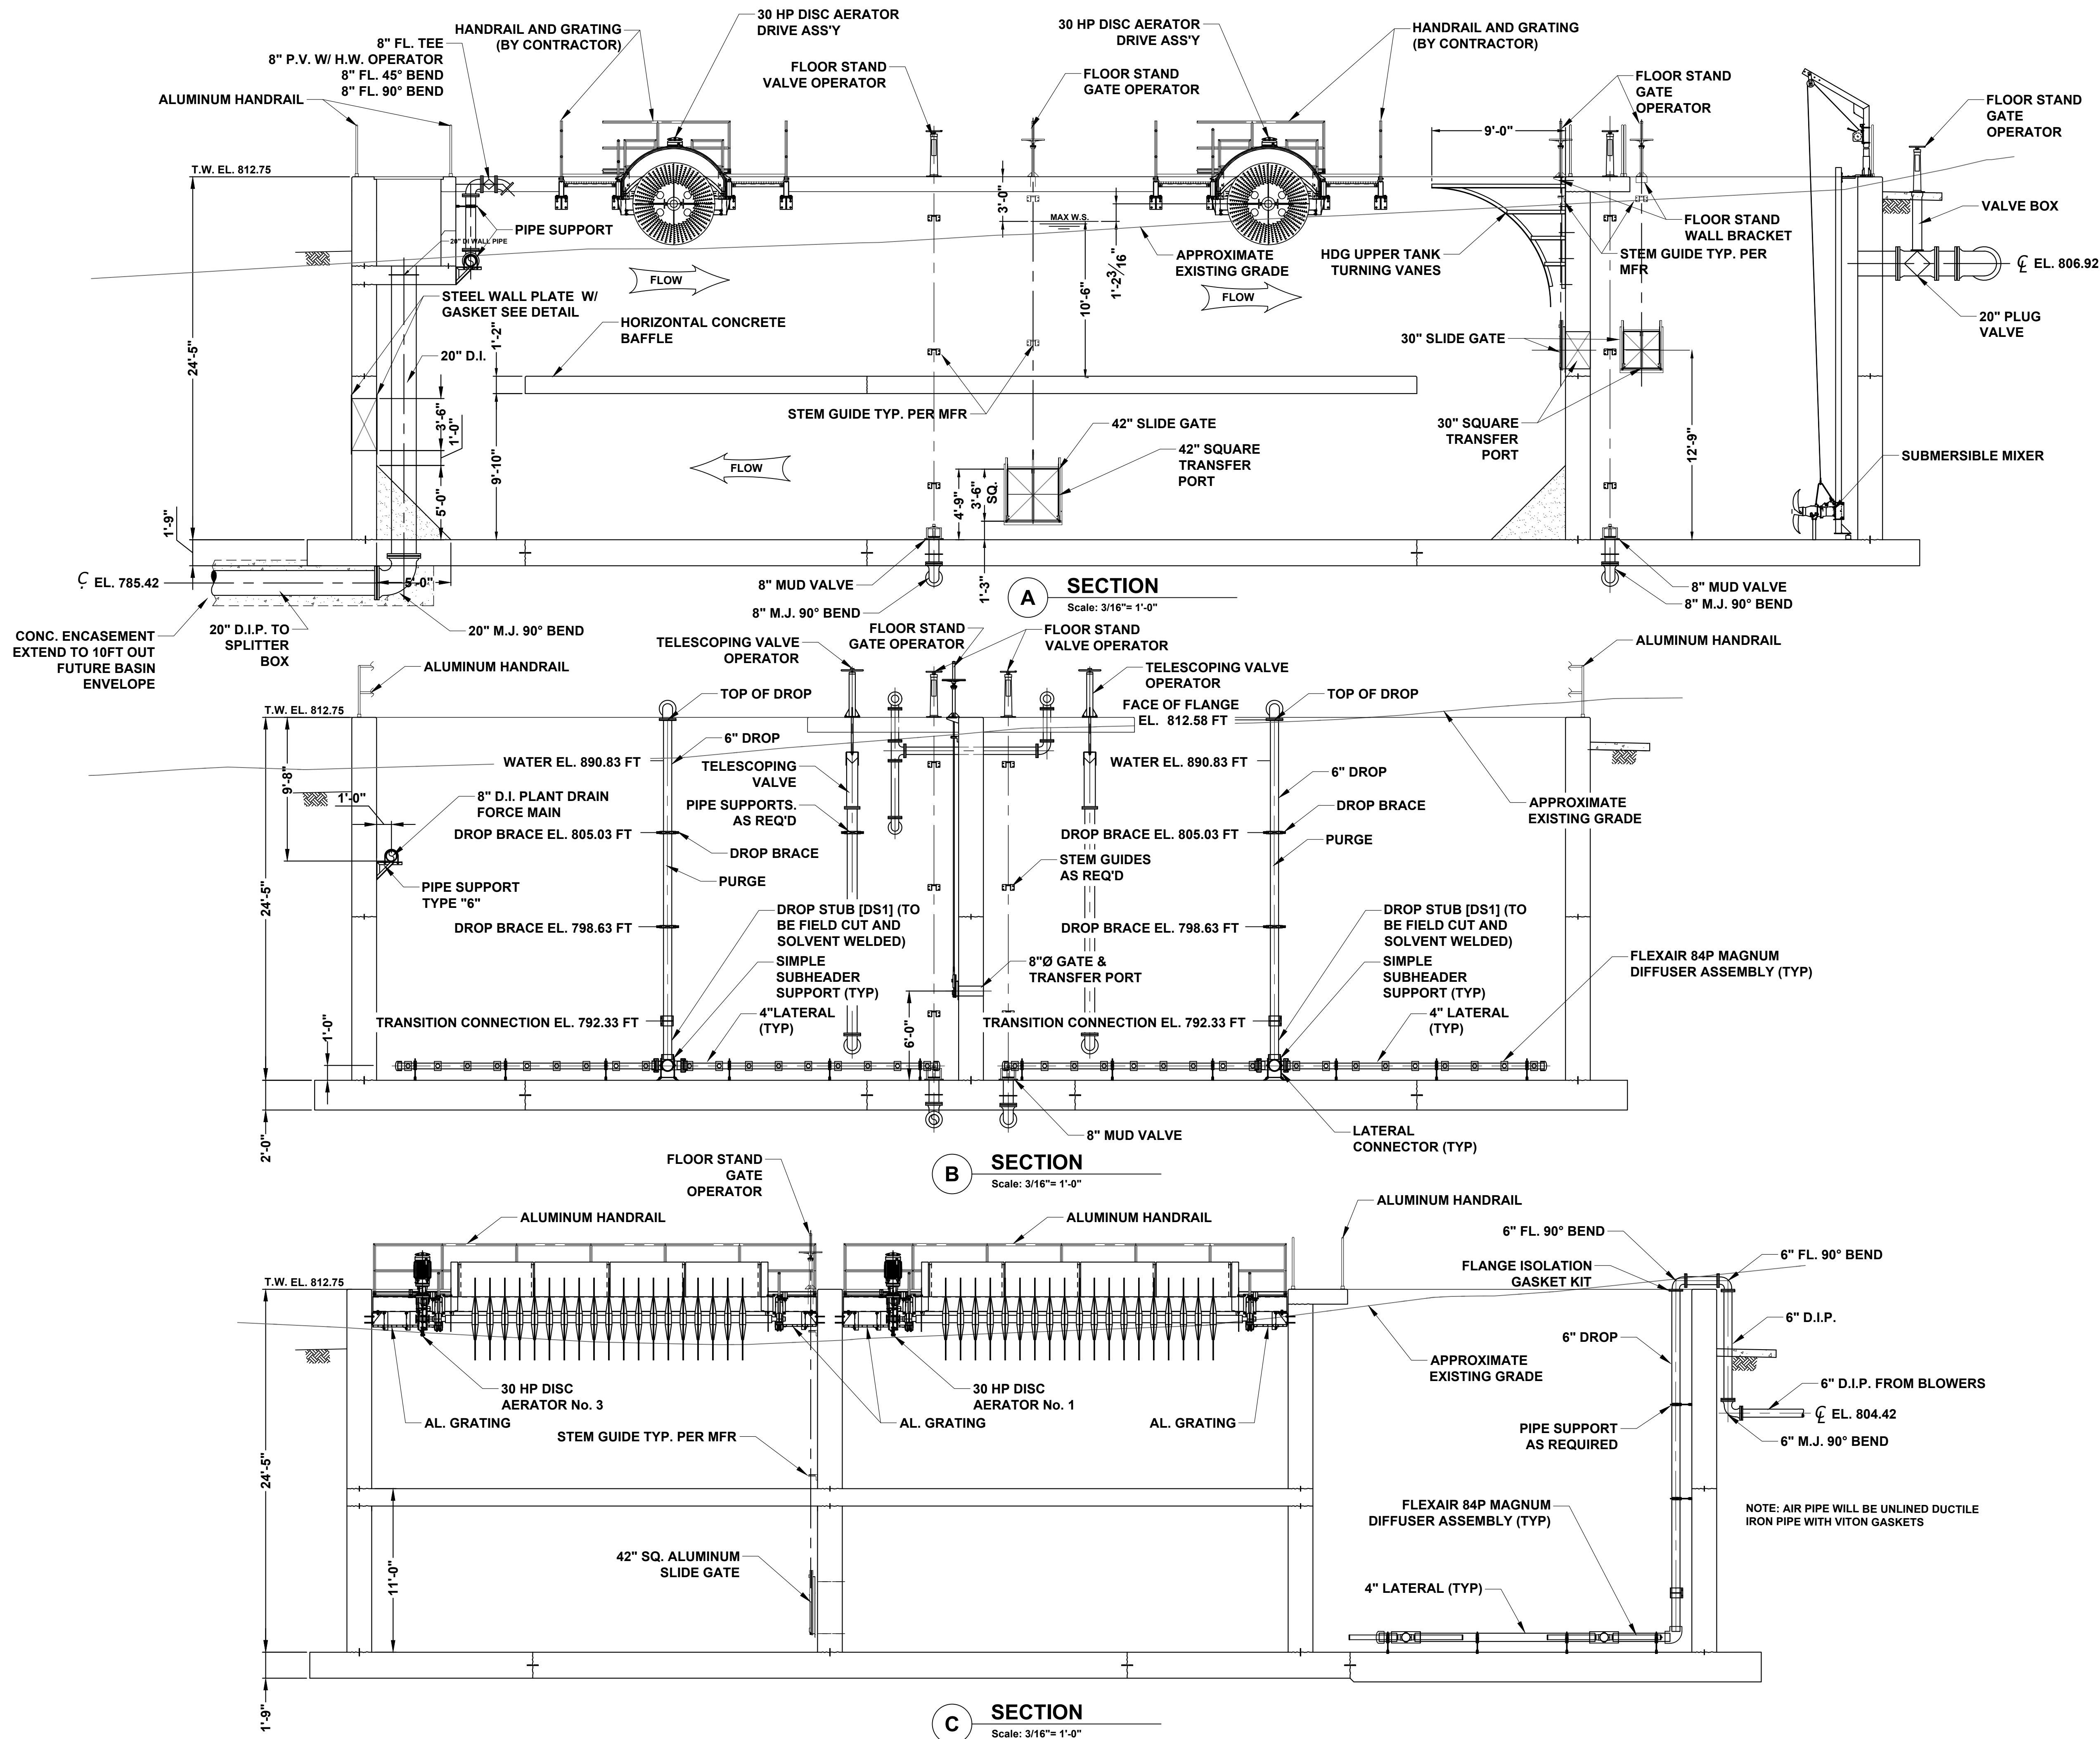 30 HP DISC AERATOR
DRIVE ASS'Y
30 HP DISC AERATOR
DRIVE ASS'Y
HANDRAIL AND GRATING
(BY CONTRACTOR)
HANDRAIL AND GRATING
(BY CONTRACTOR)
8" FL. TEE
8" P.V. W/ H.W. OPERATOR
8" FL. 45° BEND
8" FL. 90° BEND
ALUMINUM HANDRAIL
FLOOR STAND
VALVE OPERATOR
FLOOR STAND
GATE OPERATOR
FLOOR STAND
GATE
OPERATOR
FLOOR STAND
GATE
OPERATOR
9'-0"
T.W. EL. 812.75
3'-0"
MAX W.S.
PIPE SUPPORT
20" DI WALL PIPE
FLOOR STAND
WALL BRACKET
VALVE BOX
APPROXIMATE
EXISTING GRADE
HDG UPPER TANK
TURNING VANES
STEM GUIDE TYP. PER
MFR
℄ EL. 806.92
FLOW
FLOW
1'-2 3/16"
10'-6"
STEEL WALL PLATE W/
GASKET SEE DETAIL
HORIZONTAL CONCRETE
BAFFLE
1'-2"
20" PLUG
VALVE
30" SLIDE GATE
24'-5"
20" D.I.
3'-6"
1'-0"
STEM GUIDE TYP. PER MFR
42" SLIDE GATE
30" SQUARE
TRANSFER
PORT
12'-9"
9'-10"
FLOW
42" SQUARE
TRANSFER
PORT
SUBMERSIBLE MIXER
4'-9"
3'-6"
SQ.
5'-0"
1'-9"
℄ EL. 785.42
5'-0"
8" MUD VALVE
8" M.J. 90° BEND
1'-3"
8" MUD VALVE
8" M.J. 90° BEND
A
SECTION
Scale: 3/16"= 1'-0"
CONC. ENCASEMENT
EXTEND TO 10FT OUT
FUTURE BASIN
ENVELOPE
20" D.I.P. TO
SPLITTER
BOX
20" M.J. 90° BEND
ALUMINUM HANDRAIL
TELESCOPING VALVE
OPERATOR
FLOOR STAND
GATE OPERATOR
FLOOR STAND
VALVE OPERATOR
TELESCOPING VALVE
OPERATOR
ALUMINUM HANDRAIL
TOP OF DROP
TOP OF DROP
T.W. EL. 812.75
FACE OF FLANGE
EL. 812.58 FT
6" DROP
WATER EL. 890.83 FT
WATER EL. 890.83 FT
TELESCOPING
VALVE
6" DROP
9'-8"
1'-0"
8" D.I. PLANT DRAIN
FORCE MAIN
PIPE SUPPORTS.
AS REQ'D
DROP BRACE
APPROXIMATE
EXISTING GRADE
DROP BRACE EL. 805.03 FT
DROP BRACE EL. 805.03 FT
DROP BRACE
PURGE
STEM GUIDES
AS REQ'D
PURGE
PIPE SUPPORT
TYPE "6"
24'-5"
DROP STUB [DS1] (TO
BE FIELD CUT AND
SOLVENT WELDED)
DROP STUB [DS1] (TO
BE FIELD CUT AND
SOLVENT WELDED)
DROP BRACE EL. 798.63 FT
DROP BRACE EL. 798.63 FT
SIMPLE
SUBHEADER
SUPPORT (TYP)
8"Ø GATE &
TRANSFER PORT
SIMPLE
SUBHEADER
SUPPORT (TYP)
FLEXAIR 84P MAGNUM
DIFFUSER ASSEMBLY (TYP)
4"LATERAL
(TYP)
4" LATERAL
(TYP)
TRANSITION CONNECTION EL. 792.33 FT
TRANSITION CONNECTION EL. 792.33 FT
1'-0"
6'-0"
2'-0"
8" MUD VALVE
LATERAL
CONNECTOR (TYP)
B
SECTION
Scale: 3/16"= 1'-0"
FLOOR STAND
GATE
OPERATOR
ALUMINUM HANDRAIL
ALUMINUM HANDRAIL
ALUMINUM HANDRAIL
6" FL. 90° BEND
6" FL. 90° BEND
FLANGE ISOLATION
GASKET KIT
T.W. EL. 812.75
6" D.I.P.
6" DROP
APPROXIMATE
EXISTING GRADE
30 HP DISC
AERATOR No. 3
30 HP DISC
AERATOR No. 1
6" D.I.P. FROM BLOWERS
AL. GRATING
AL. GRATING
AL. GRATING
℄ EL. 804.42
STEM GUIDE TYP. PER MFR
PIPE SUPPORT
AS REQUIRED
6" M.J. 90° BEND
24'-5"
FLEXAIR 84P MAGNUM
DIFFUSER ASSEMBLY (TYP)
NOTE: AIR PIPE WILL BE UNLINED DUCTILE
IRON PIPE WITH VITON GASKETS
11'-0"
42" SQ. ALUMINUM
SLIDE GATE
4" LATERAL (TYP)
1'-9"
C
SECTION
Scale: 3/16"= 1'-0"